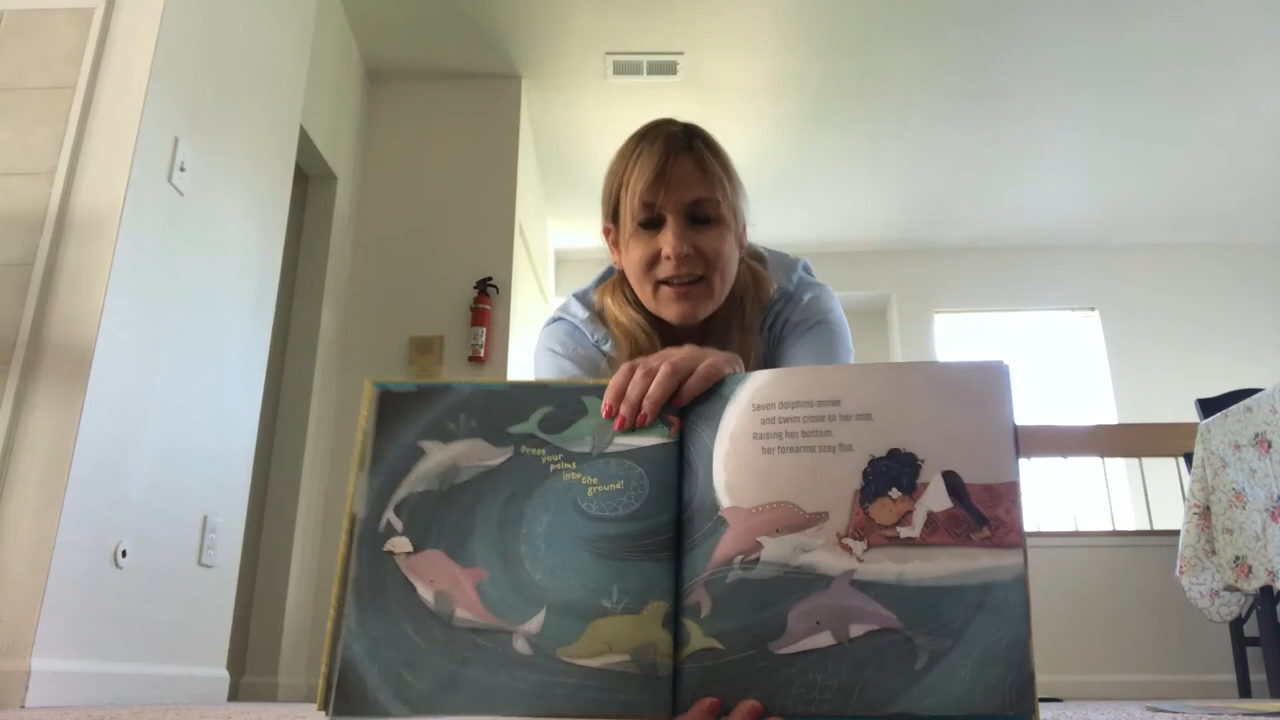 Press
your
palms
into the
ground!
Seven dolphins move
and swim close to her mat.
Raising her bottom,
her forearms stay flat.